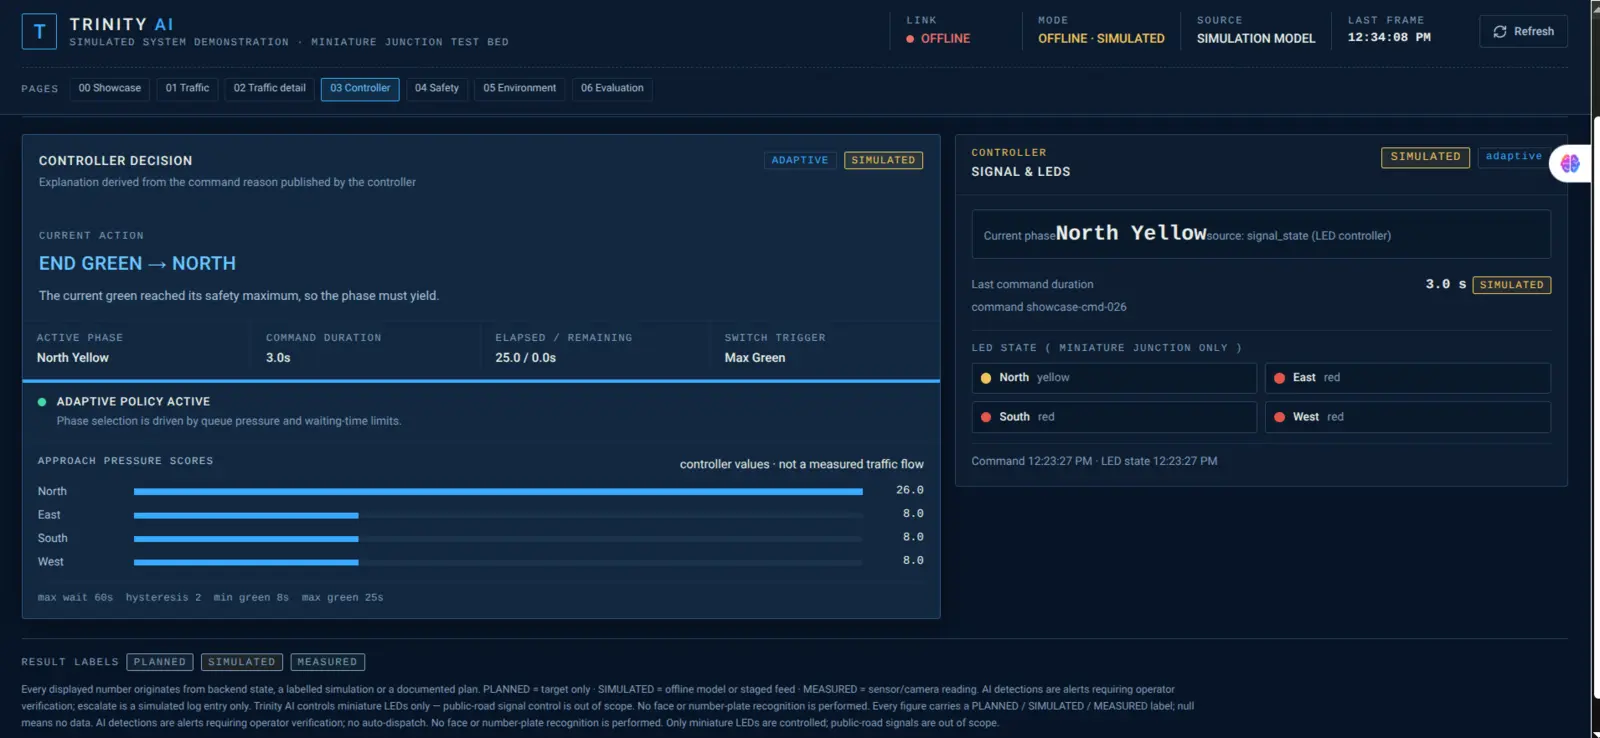 T
TRINITY AI
SIMULATED SYSTEM DEMONSTRATION · MINIATURE JUNCTION TEST BED
LINK
OFFLINE
MODE
OFFLINE · SIMULATED
SOURCE
SIMULATION MODEL
LAST FRAME
12:34:08 PM
Refresh
PAGES 00 Showcase 01 Traffic 02 Traffic detail 03 Controller 04 Safety 05 Environment 06 Evaluation
CONTROLLER DECISION
ADAPTIVE SIMULATED
Explanation derived from the command reason published by the controller
CURRENT ACTION
END GREEN → NORTH
The current green reached its safety maximum, so the phase must yield.
ACTIVE PHASE
North Yellow
COMMAND DURATION
3.0s
ELAPSED / REMAINING
25.0 / 0.0s
SWITCH TRIGGER
Max Green
ADAPTIVE POLICY ACTIVE
Phase selection is driven by queue pressure and waiting-time limits.
APPROACH PRESSURE SCORES
controller values · not a measured traffic flow
North 26.0
East 8.0
South 8.0
West 8.0
max wait 60s hysteresis 2 min green 8s max green 25s
CONTROLLER
SIGNAL & LEDS
SIMULATED adaptive
Current phaseNorth Yellowsource: signal_state (LED controller)
Last command duration 3.0 s SIMULATED
command showcase-cmd-026
LED STATE ( MINIATURE JUNCTION ONLY )
North yellow
East red
South red
West red
Command 12:23:27 PM · LED state 12:23:27 PM
RESULT LABELS PLANNED SIMULATED MEASURED
Every displayed number originates from backend state, a labelled simulation or a documented plan. PLANNED = target only · SIMULATED = offline model or staged feed · MEASURED = sensor/camera reading. AI detections are alerts requiring operator
verification; escalate is a simulated log entry only. Trinity AI controls miniature LEDs only — public-road signal control is out of scope. No face or number-plate recognition is performed. Every figure carries a PLANNED / SIMULATED / MEASURED label; null
means no data. AI detections are alerts requiring operator verification; no auto-dispatch. No face or number-plate recognition is performed. Only miniature LEDs are controlled; public-road signals are out of scope.